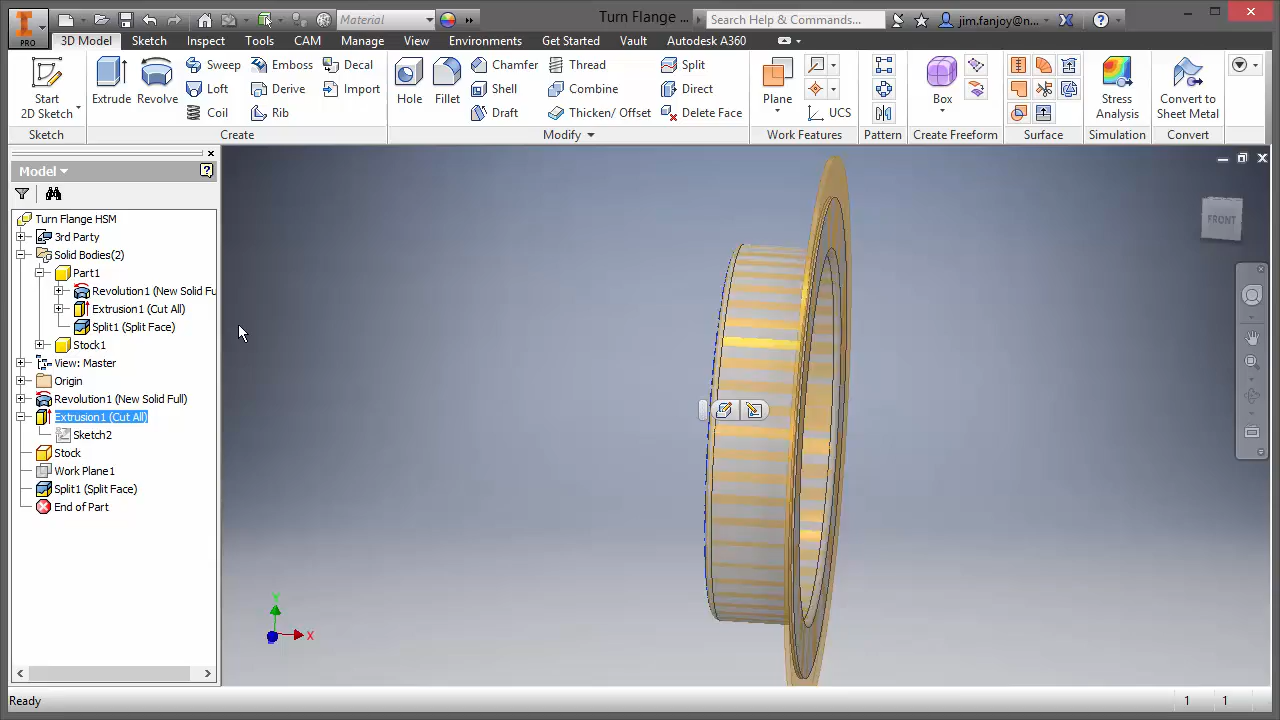 PRO
Material
Turn Flange ...
Search Help & Commands...
jim.fanjoy@n...
3D Model Sketch Inspect Tools CAM Manage View Environments Get Started Vault Autodesk A360
Start
2D Sketch
Extrude
Revolve
Sweep
Loft
Coil
Emboss
Derive
Rib
Decal
Import
Hole
Fillet
Chamfer
Shell
Draft
Thread
Combine
Thicken/ Offset
Split
Direct
Delete Face
Plane
UCS
Box
Stress
Analysis
Convert to
Sheet Metal
Sketch Create Modify Work Features Pattern Create Freeform Surface Simulation Convert
Model
Turn Flange HSM
3rd Party
Solid Bodies(2)
Part1
Revolution1 (New Solid Fu
Extrusion1 (Cut All)
Split1 (Split Face)
Stock1
View: Master
Origin
Revolution1 (New Solid Full)
Extrusion1 (Cut All)
Sketch2
Stock
Work Plane1
Split1 (Split Face)
End of Part
FRONT
Y
X
Ready
1 1